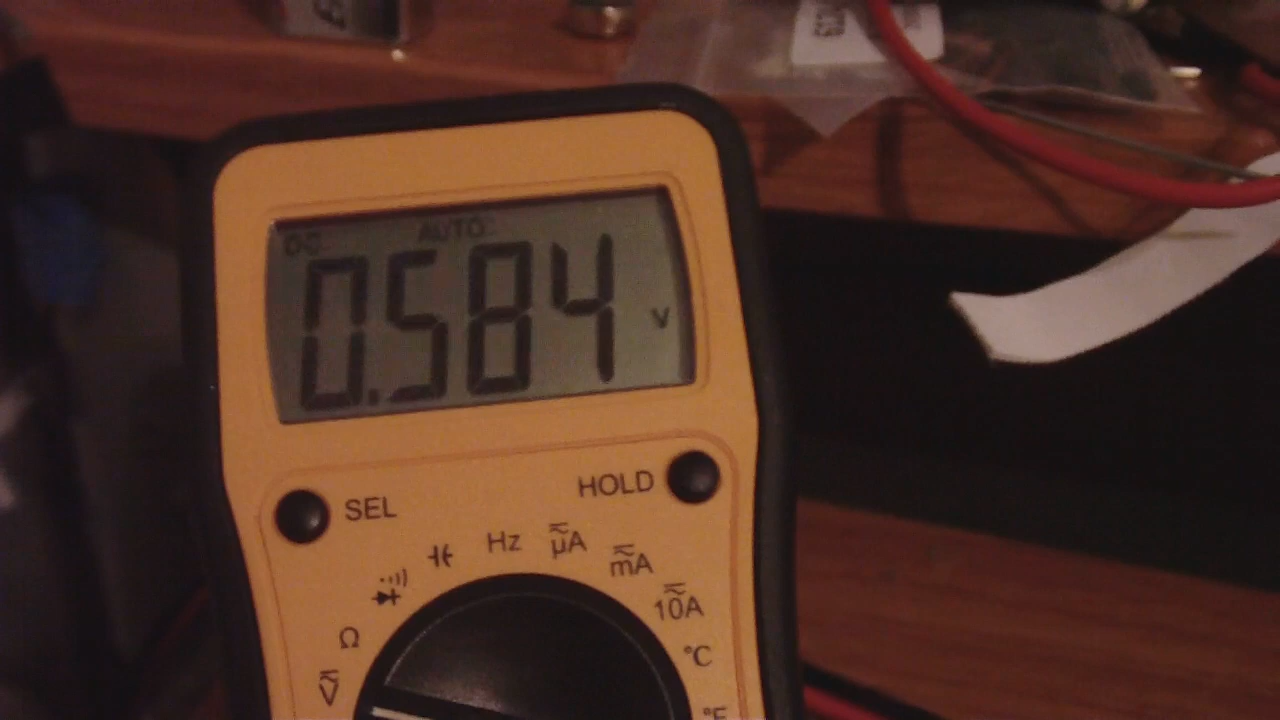 DC AUTO
0.584 V
SEL HOLD
Hz μA
mA
10A
Ω °C
V °F